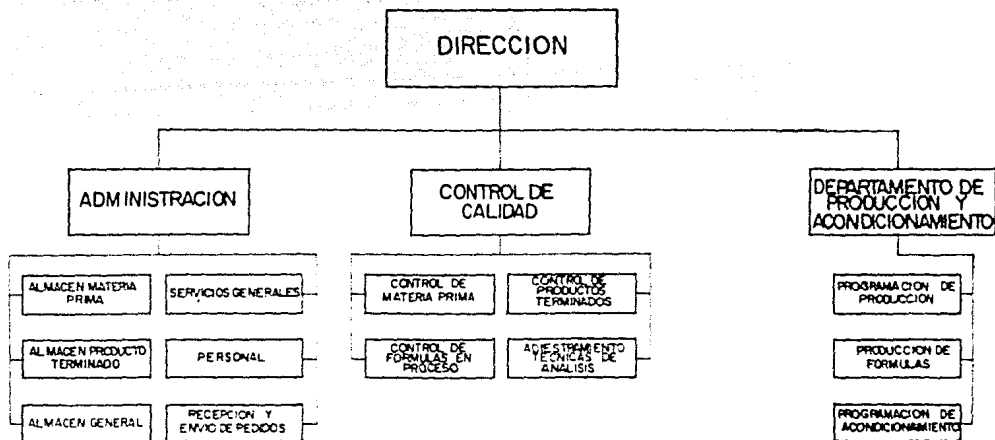 DIRECCION
ADMINISTRACION
CONTROL DE
CALIDAD
DEPARTAMENTO DE
PRODUCCION Y
ACONDICIONAMIENTO
ALMACEN MATERIA
PRIMA
SERVICIOS GENERALES
ALMACEN PRODUCTO
TERMINADO
PERSONAL
ALMACEN GENERAL
RECEPCION Y
ENVIO DE PEDIDOS
CONTROL DE
MATERIA PRIMA
CONTROL DE
PRODUCTOS
TERMINADOS
CONTROL DE
FORMULAS EN
PROCESO
ADIESTRAMIENTO
TECNICAS DE
ANALISIS
PROGRAMACION DE
PRODUCCION
PRODUCCION DE
FORMULAS
PROGRAMACION DE
ACONDICIONAMIENTO